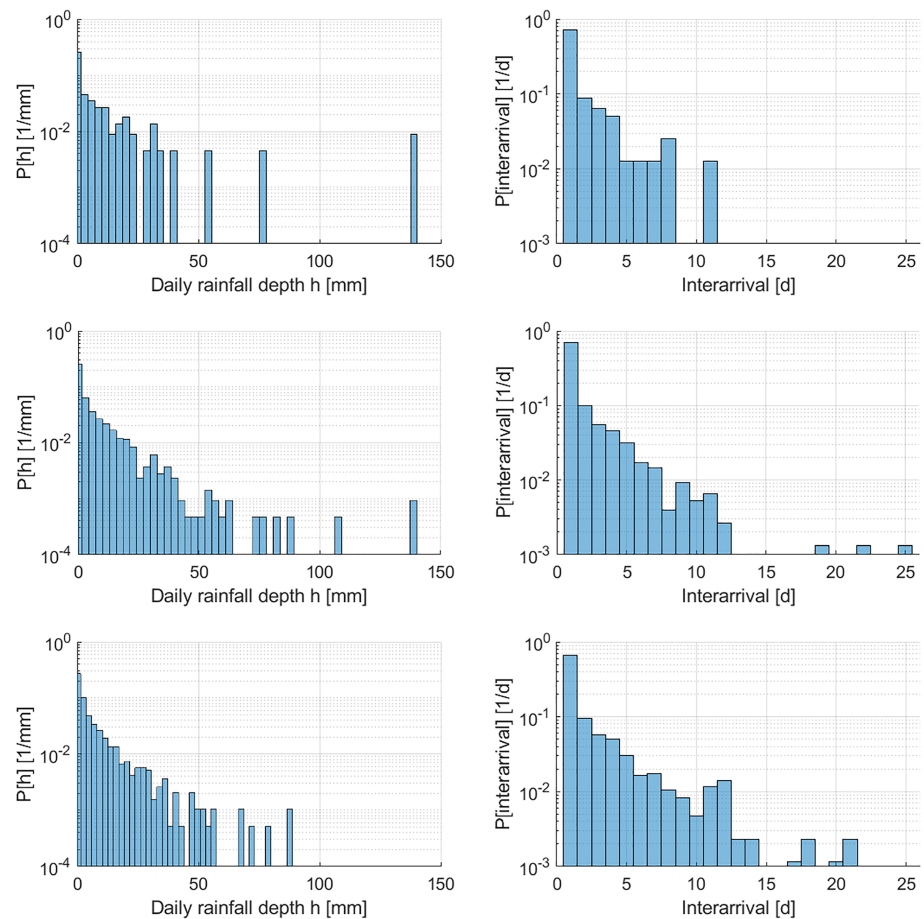 10^0
10^-2
10^-4
P[h] [1/mm]
0 50 100 150
Daily rainfall depth h [mm]
10^0
10^-1
10^-2
10^-3
P[interarrival] [1/d]
0 5 10 15 20 25
Interarrival [d]
10^0
10^-2
10^-4
P[h] [1/mm]
0 50 100 150
Daily rainfall depth h [mm]
10^0
10^-1
10^-2
10^-3
P[interarrival] [1/d]
0 5 10 15 20 25
Interarrival [d]
10^0
10^-2
10^-4
P[h] [1/mm]
0 50 100 150
Daily rainfall depth h [mm]
10^0
10^-1
10^-2
10^-3
P[interarrival] [1/d]
0 5 10 15 20 25
Interarrival [d]